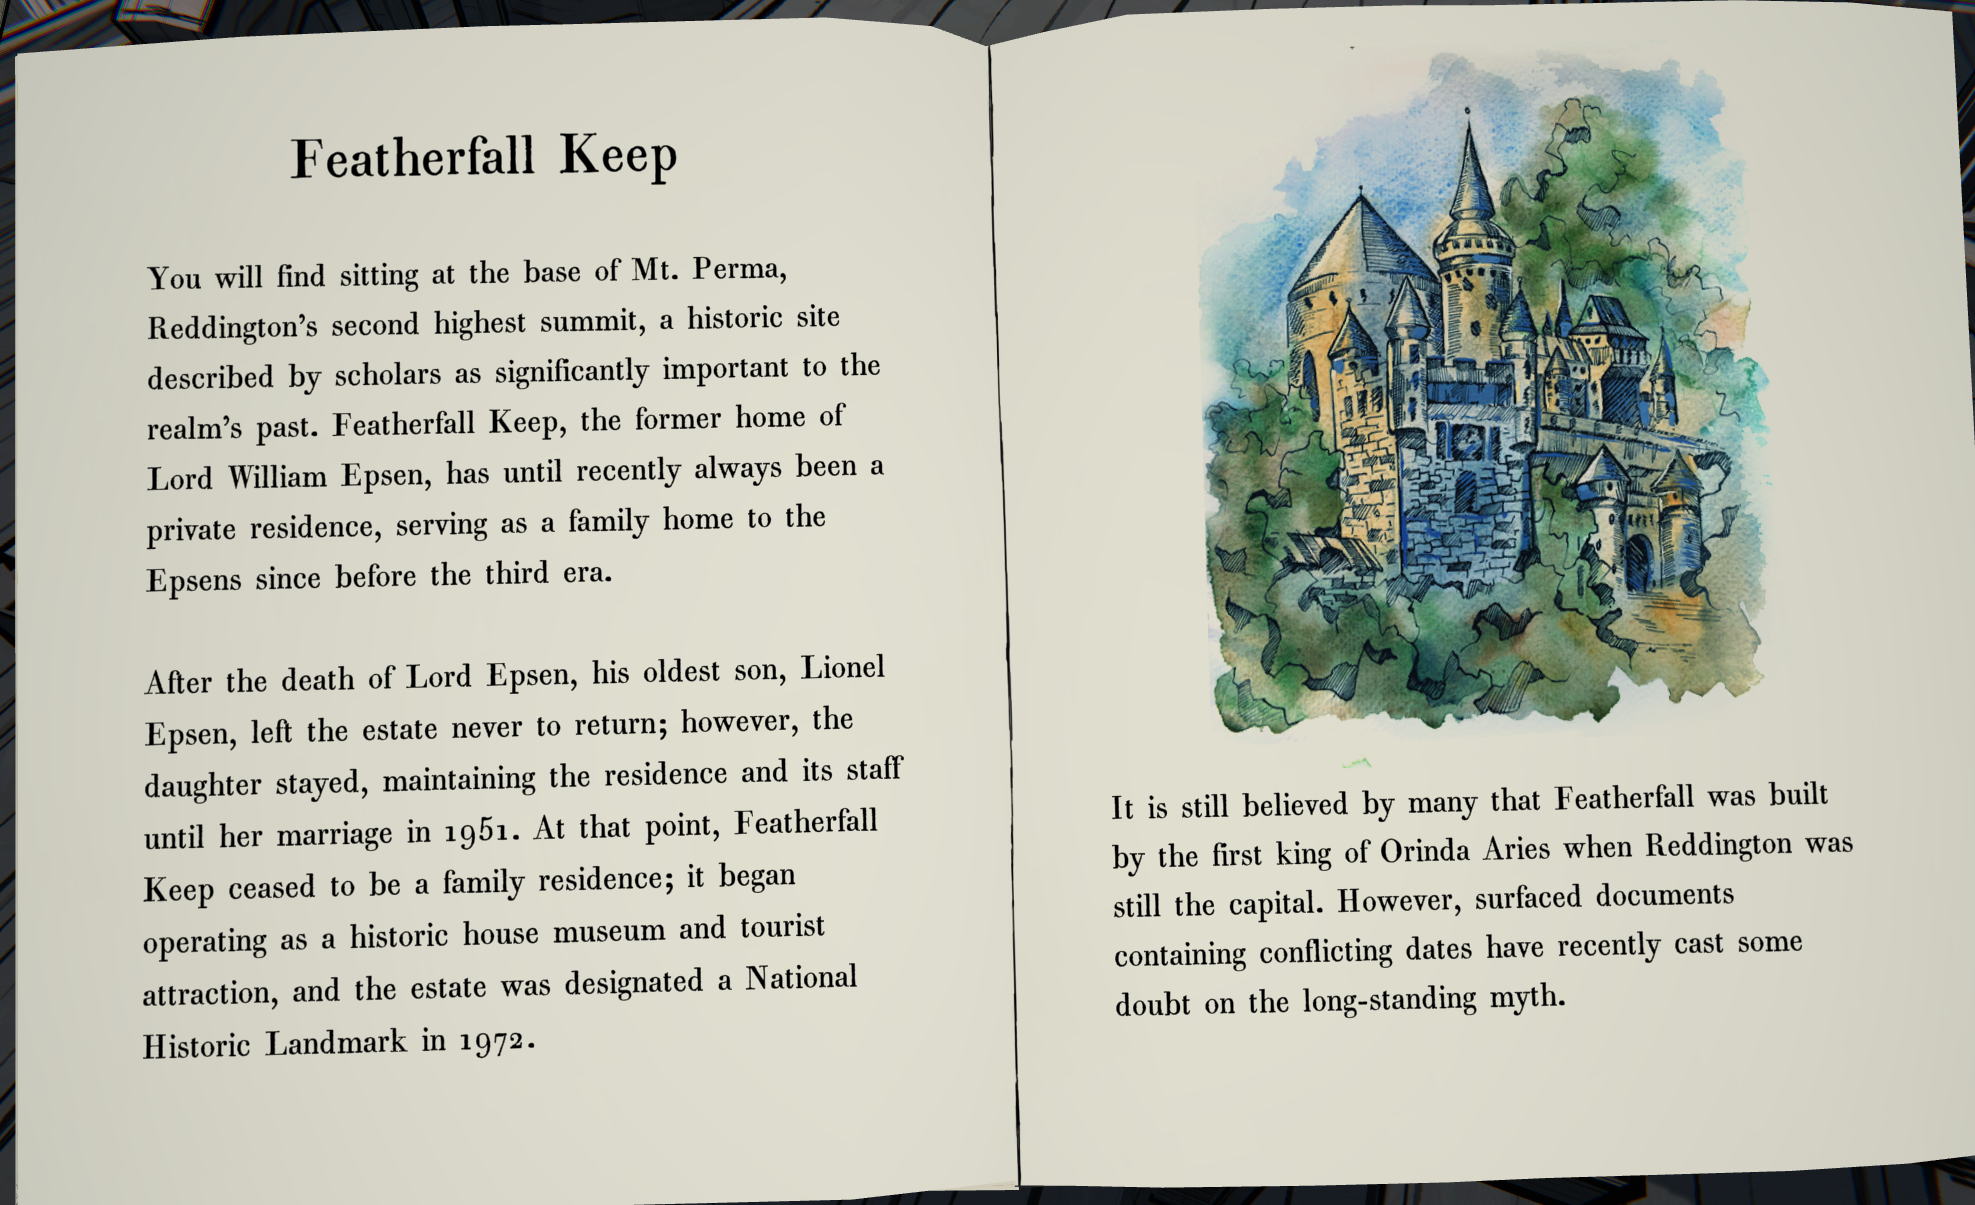 Featherfall Keep
You will find sitting at the base of Mt. Perma,
Reddington's second highest summit, a historic site
described by scholars as significantly important to the
realm's past. Featherfall Keep, the former home of
Lord William Epsen, has until recently always been a
private residence, serving as a family home to the
Epsens since before the third era.
After the death of Lord Epsen, his oldest son, Lionel
Epsen, left the estate never to return; however, the
daughter stayed, maintaining the residence and its staff
until her marriage in 1951. At that point, Featherfall
Keep ceased to be a family residence; it began
operating as a historic house museum and tourist
attraction, and the estate was designated a National
Historic Landmark in 1972.
It is still believed by many that Featherfall was built
by the first king of Orinda Aries when Reddington was
still the capital. However, surfaced documents
containing conflicting dates have recently cast some
doubt on the long-standing myth.